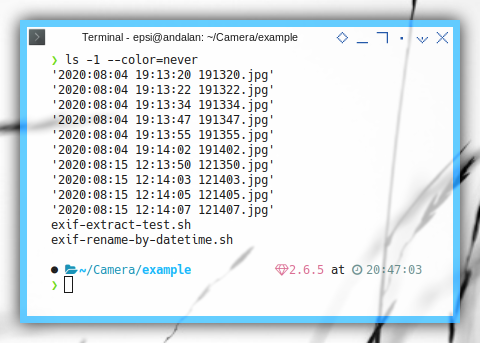 Terminal - epsi@andalan: ~/Camera/example
❯ ls -1 --color=never
'2020:08:04 19:13:20 191320.jpg'
'2020:08:04 19:13:22 191322.jpg'
'2020:08:04 19:13:34 191334.jpg'
'2020:08:04 19:13:47 191347.jpg'
'2020:08:04 19:13:55 191355.jpg'
'2020:08:04 19:14:02 191402.jpg'
'2020:08:15 12:13:50 121350.jpg'
'2020:08:15 12:14:03 121403.jpg'
'2020:08:15 12:14:05 121405.jpg'
'2020:08:15 12:14:07 121407.jpg'
exif-extract-test.sh
exif-rename-by-datetime.sh
● ~/Camera/example 2.6.5 at 20:47:03
❯